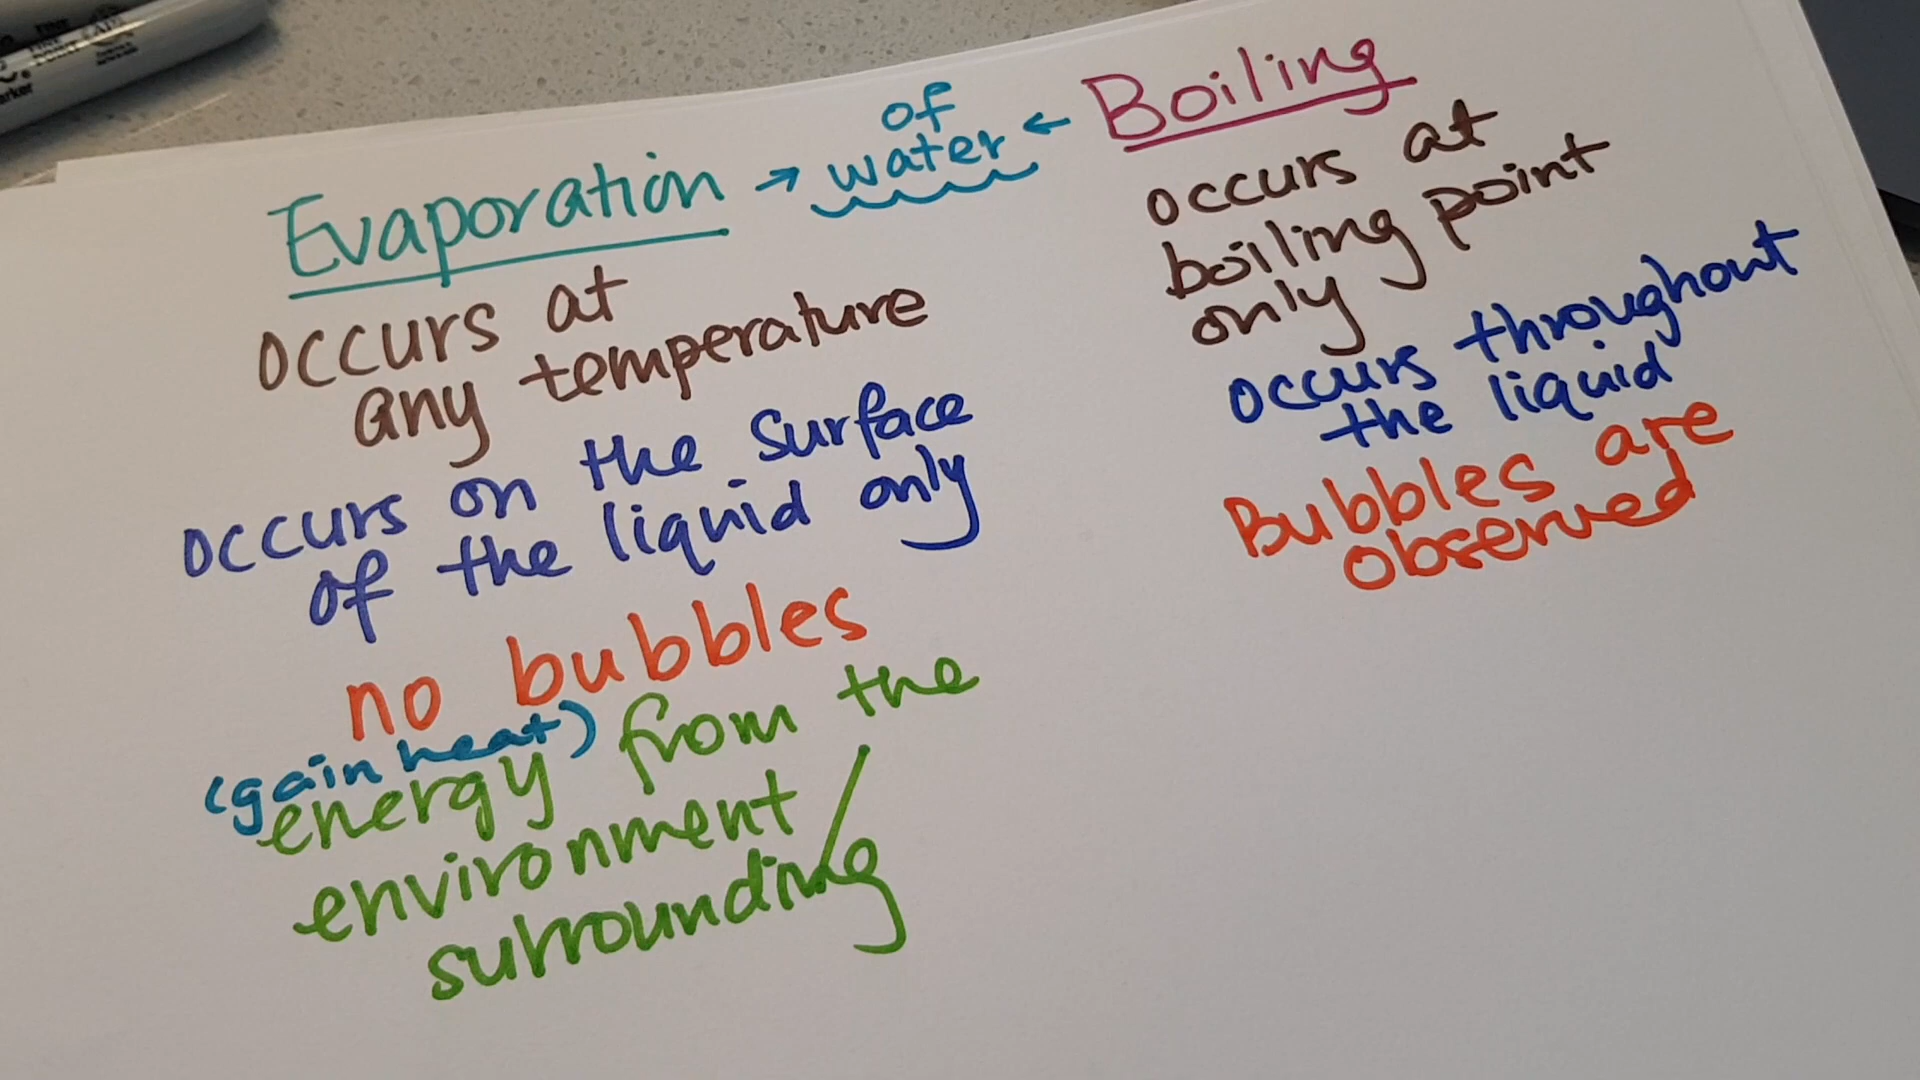 Evaporation → of water ← Boiling
occurs at
any temperature
occurs on the surface
of the liquid only
no bubbles
(gain heat)
energy from the
environment /
surrounding
occurs at
boiling point
only
occurs throughout
the liquid
Bubbles are
observed